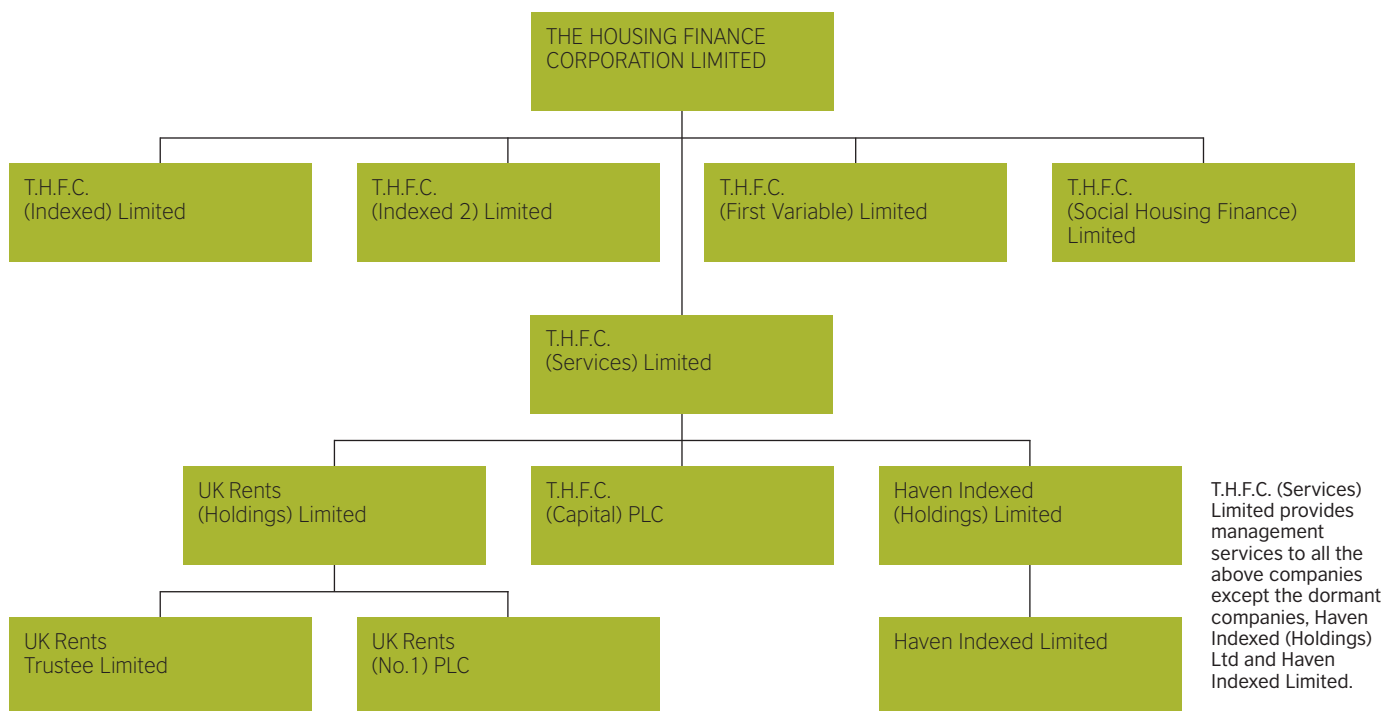 THE HOUSING FINANCE
CORPORATION LIMITED
T.H.F.C.
(Indexed) Limited
T.H.F.C.
(Indexed 2) Limited
T.H.F.C.
(First Variable) Limited
T.H.F.C.
(Social Housing Finance)
Limited
T.H.F.C.
(Services) Limited
UK Rents
(Holdings) Limited
T.H.F.C.
(Capital) PLC
Haven Indexed
(Holdings) Limited
UK Rents
Trustee Limited
UK Rents
(No.1) PLC
Haven Indexed Limited
T.H.F.C. (Services)
Limited provides
management
services to all the
above companies
except the dormant
companies, Haven
Indexed (Holdings)
Ltd and Haven
Indexed Limited.